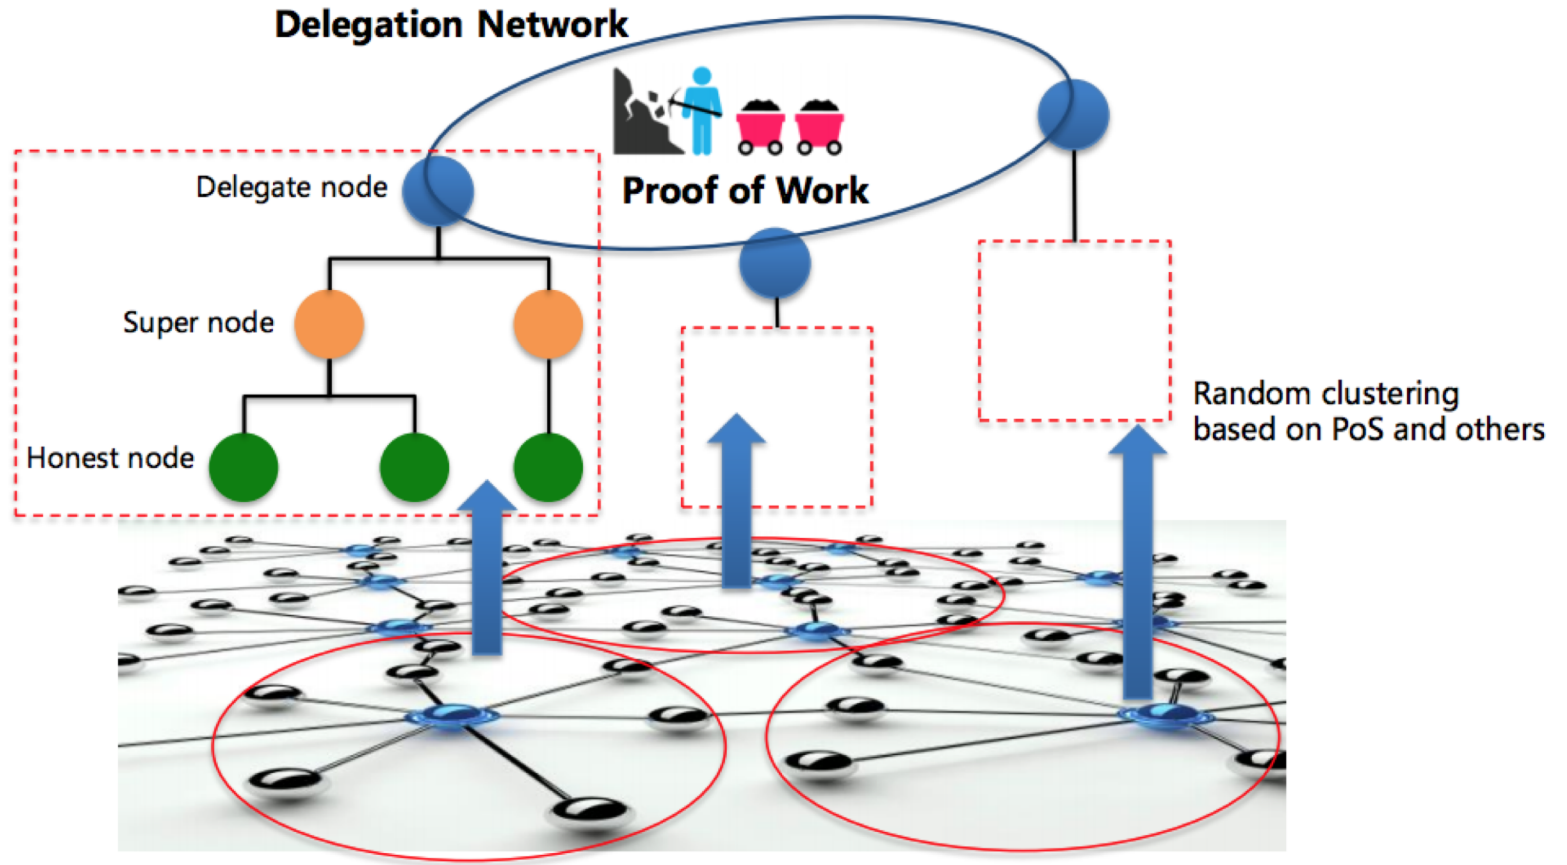 Delegation Network
Proof of Work
Delegate node
Super node
Honest node
Random clustering
based on PoS and others